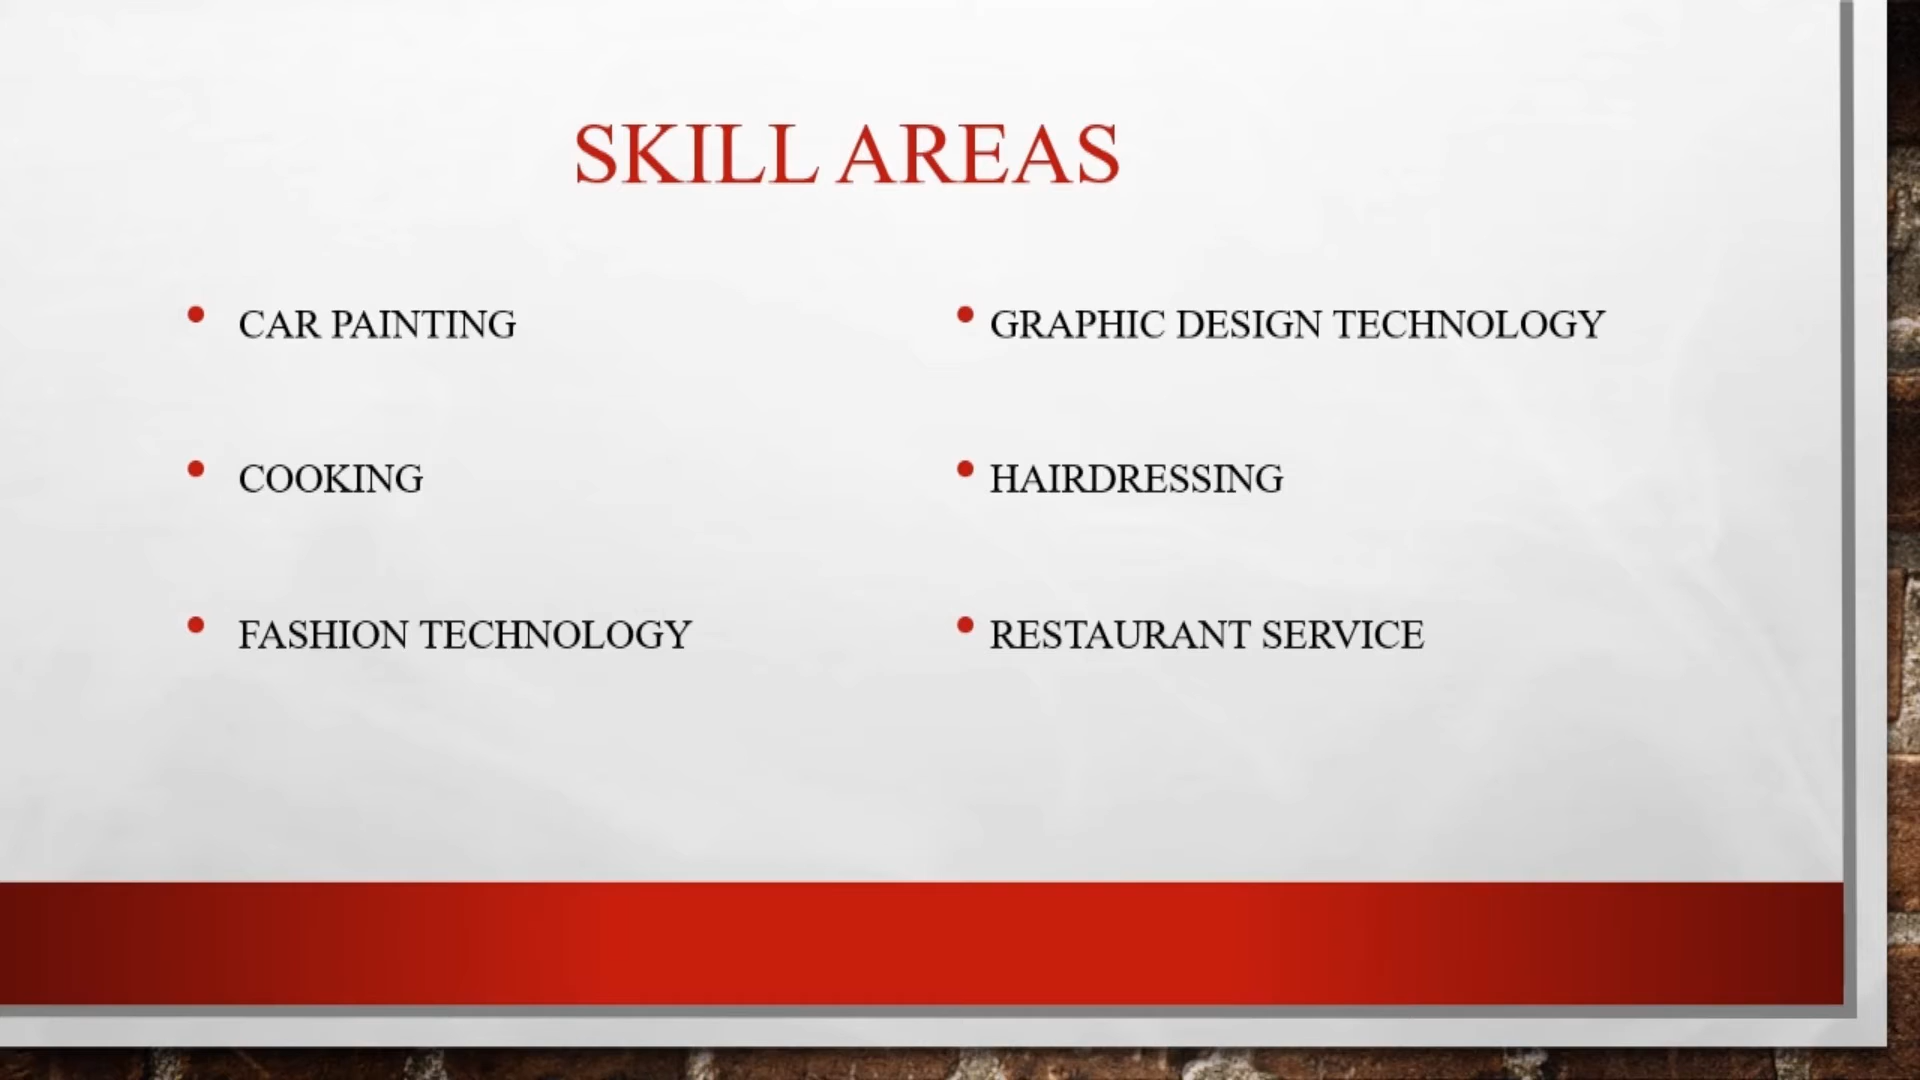 SKILL AREAS
• CAR PAINTING
• COOKING
• FASHION TECHNOLOGY
• GRAPHIC DESIGN TECHNOLOGY
• HAIRDRESSING
• RESTAURANT SERVICE